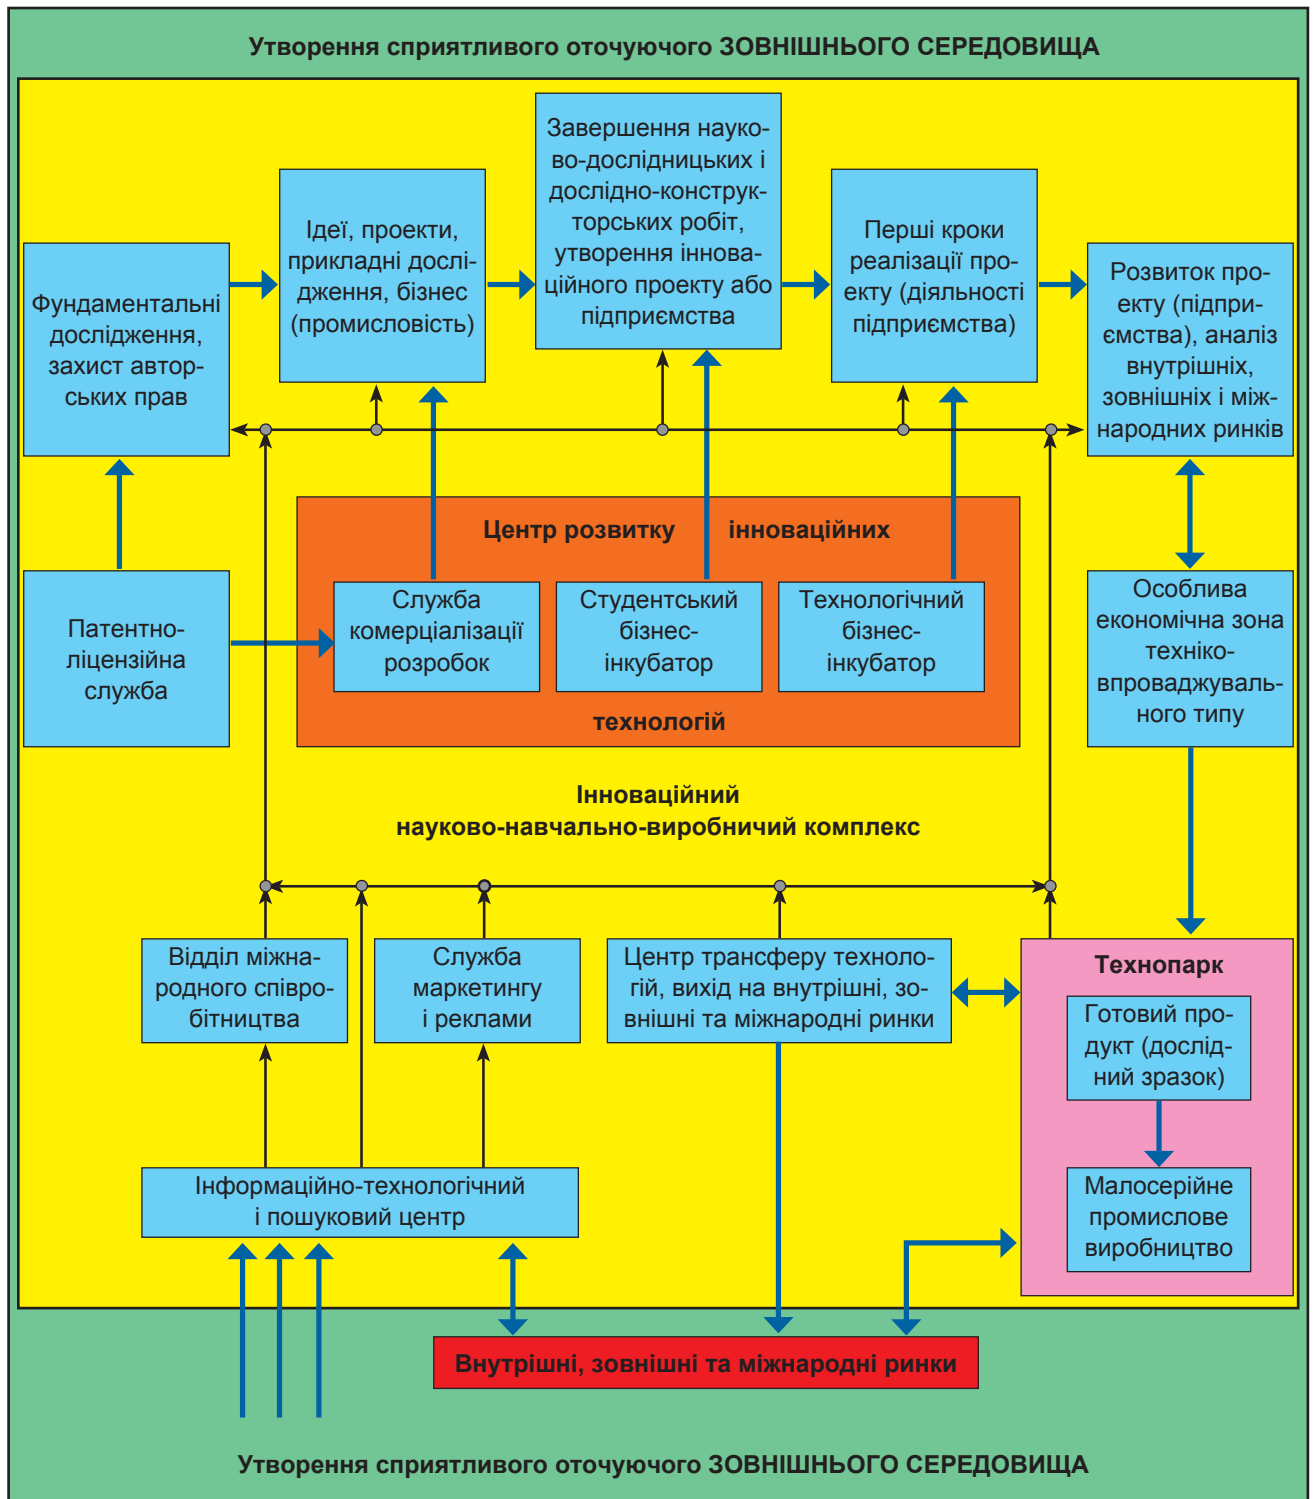 Утворення сприятливого оточуючого ЗОВНІШНЬОГО СЕРЕДОВИЩА
Фундаментальні
дослідження,
захист автор-
ських прав
Ідеї, проекти,
прикладні дослі-
дження, бізнес
(промисловість)
Завершення науко-
во-дослідницьких і
дослідно-конструк-
торських робіт,
утворення іннова-
ційного проекту або
підприємства
Перші кроки
реалізації про-
екту (діяльності
підприємства)
Розвиток про-
екту (підпри-
ємства), аналіз
внутрішніх,
зовнішніх і між-
народних ринків
Патентно-
ліцензійна
служба
Центр розвитку інноваційних
Служба
комерціалізації
розробок
Студентський
бізнес-
інкубатор
Технологічний
бізнес-
інкубатор
технологій
Особлива
економічна зона
техніко-
впроваджуваль-
ного типу
Інноваційний
науково-навчально-виробничий комплекс
Відділ міжна-
родного співро-
бітництва
Служба
маркетингу
і реклами
Центр трансферу техноло-
гій, вихід на внутрішні, зо-
внішні та міжнародні ринки
Технопарк
Готовий про-
дукт (дослід-
ний зразок)
Малосерійне
промислове
виробництво
Інформаційно-технологічний
і пошуковий центр
Внутрішні, зовнішні та міжнародні ринки
Утворення сприятливого оточуючого ЗОВНІШНЬОГО СЕРЕДОВИЩА